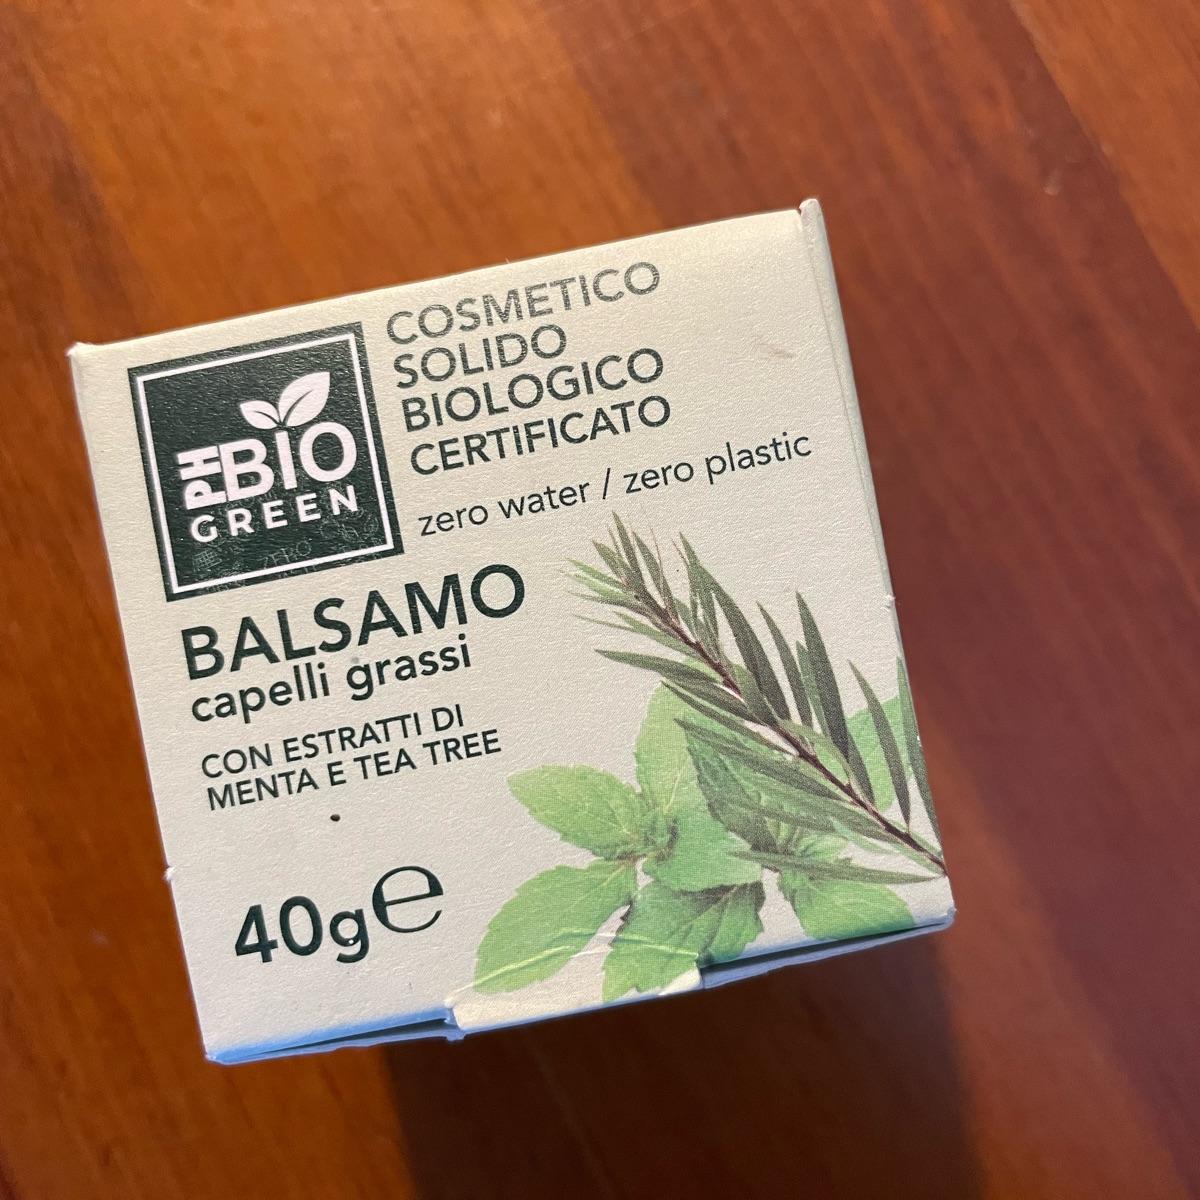 PH BIO
GREEN
COSMETICO
SOLIDO
BIOLOGICO
CERTIFICATO
zero water / zero plastic
BALSAMO
capelli grassi
CON ESTRATTI DI
MENTA E TEA TREE
40g e